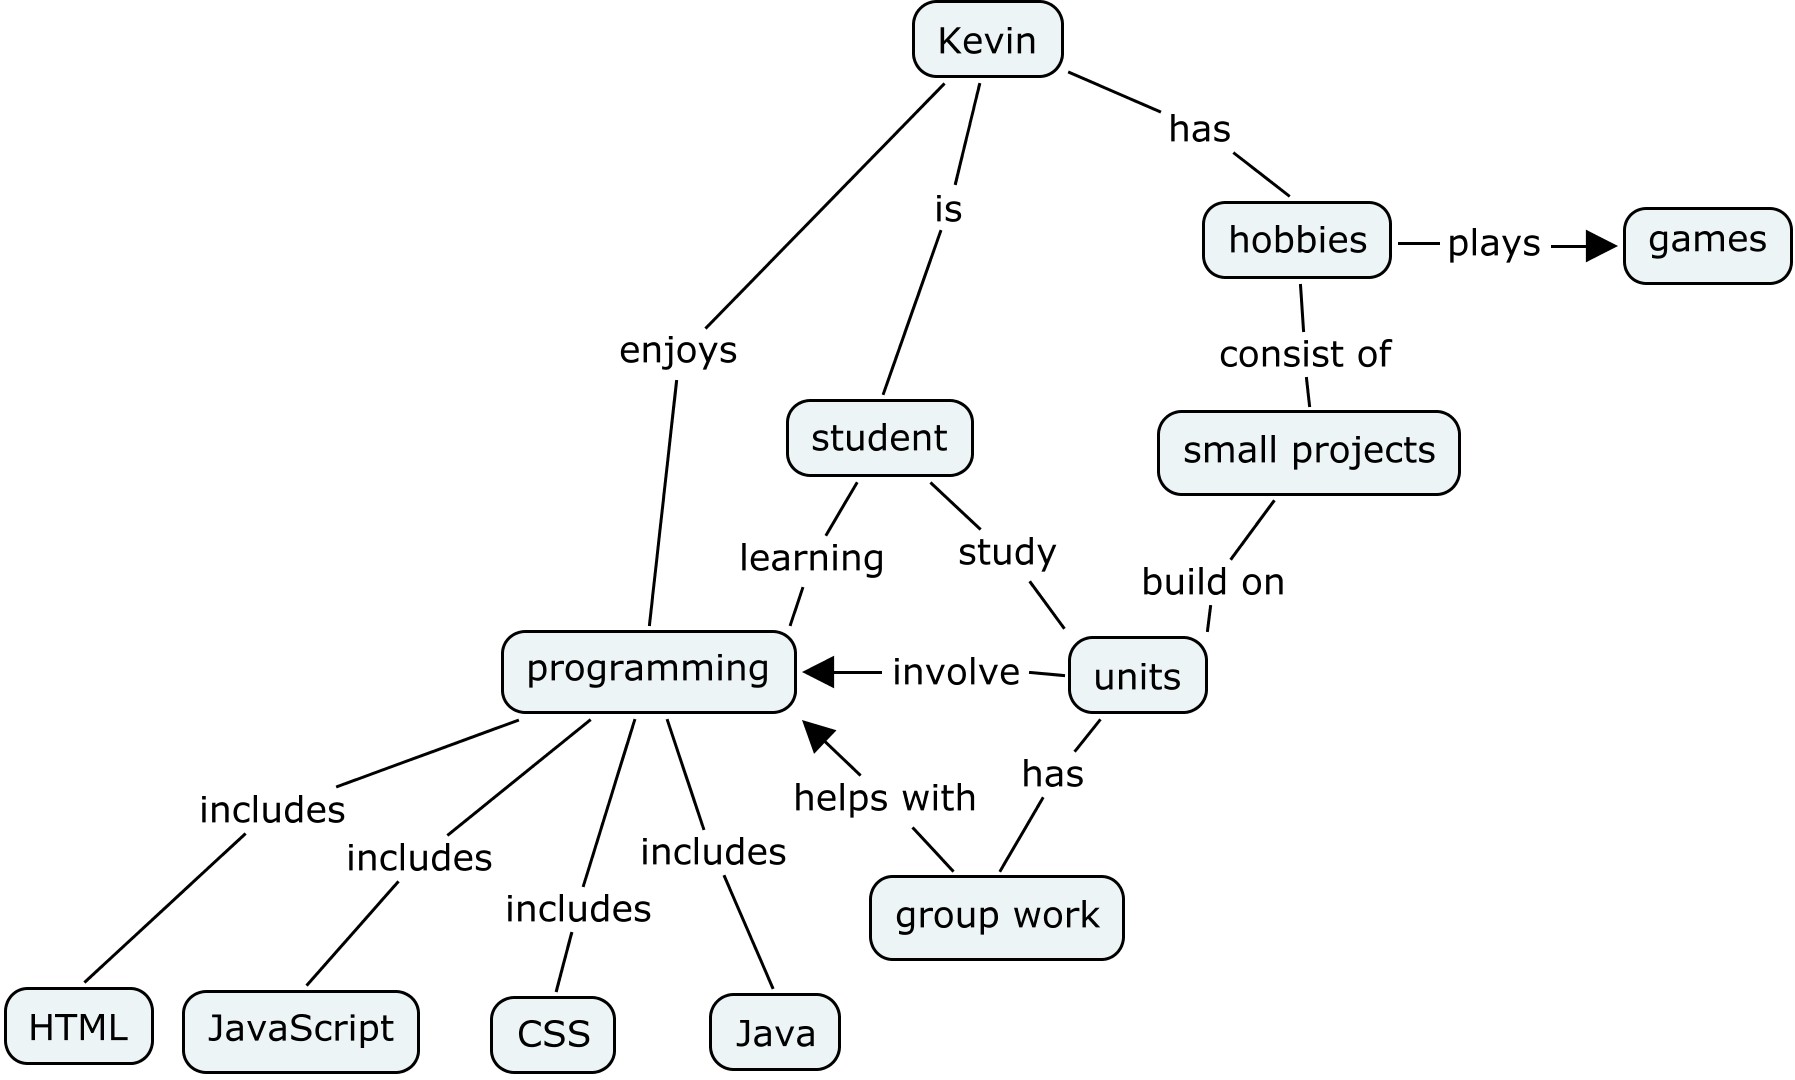 Kevin
has
is
hobbies
plays
games
enjoys
consist of
student
small projects
learning
study
build on
programming
involve
units
has
helps with
includes
includes
includes
includes
group work
HTML
JavaScript
CSS
Java